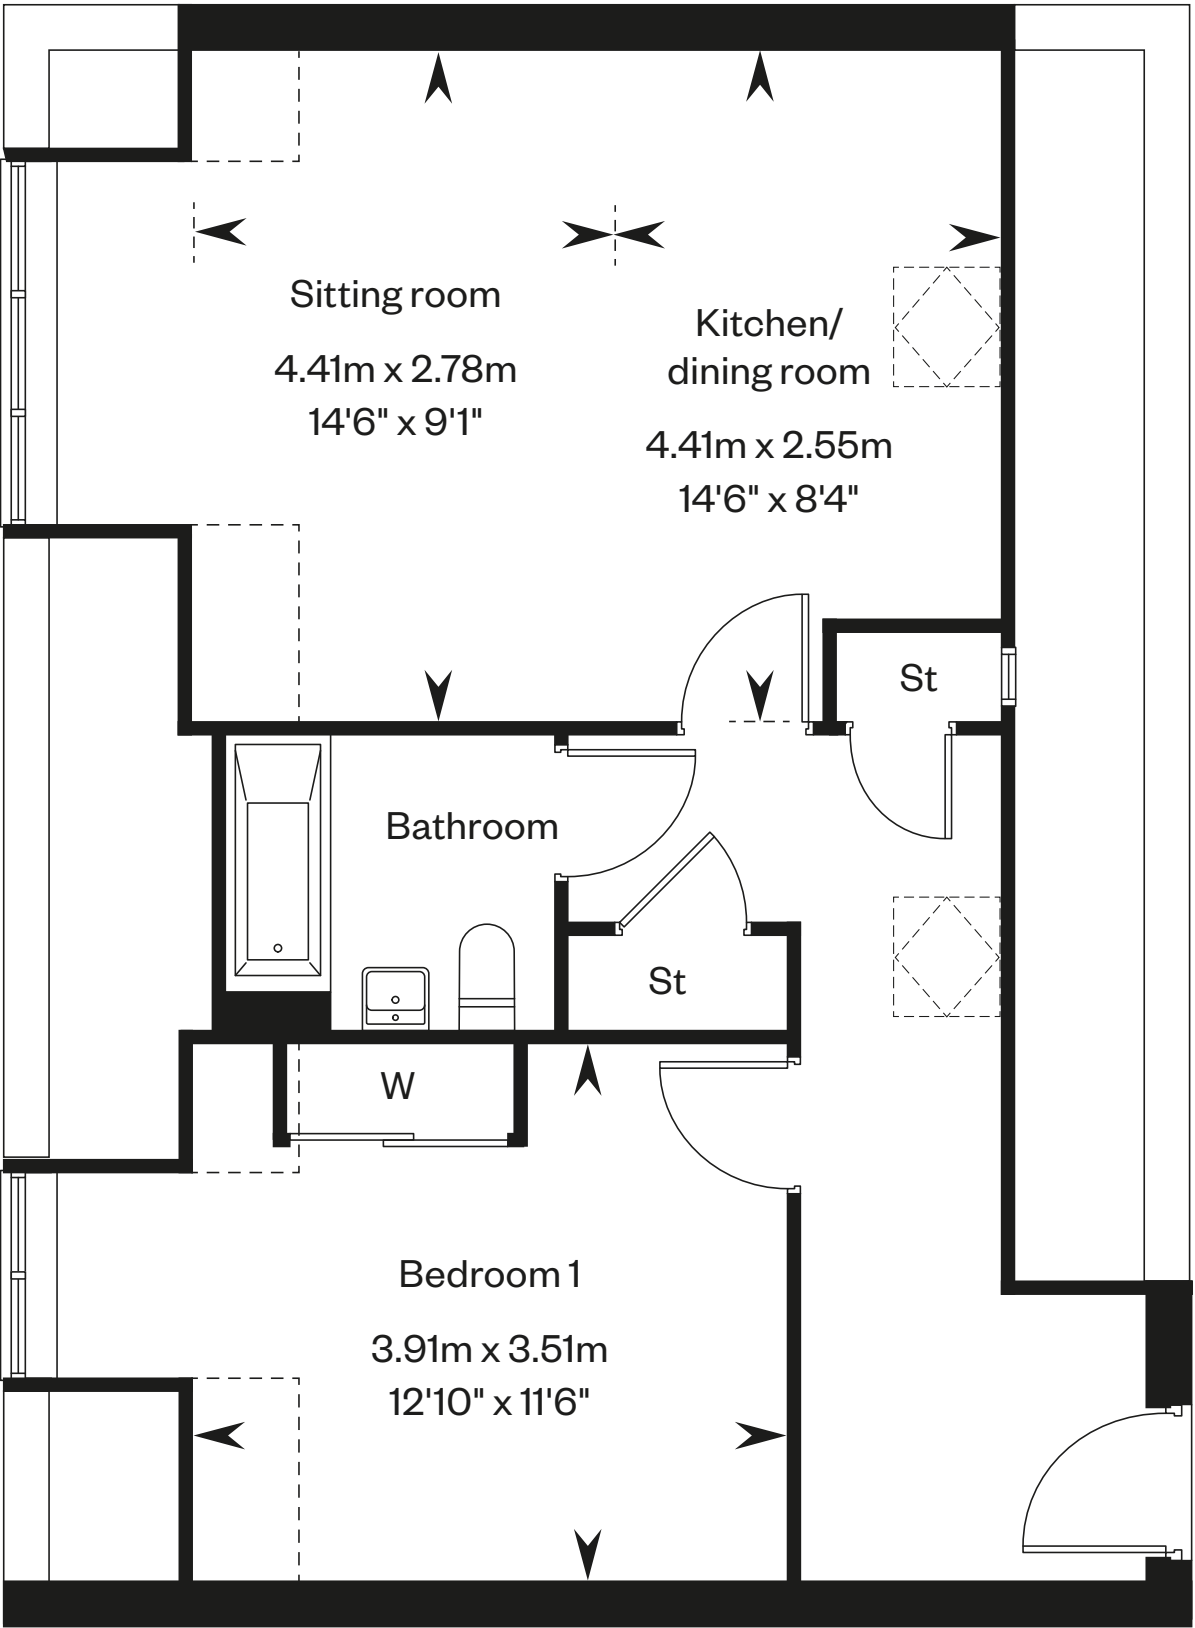 Sitting room
4.41m x 2.78m
14'6" x 9'1"
Kitchen/
dining room
4.41m x 2.55m
14'6" x 8'4"
St
Bathroom
St
W
Bedroom 1
3.91m x 3.51m
12'10" x 11'6"